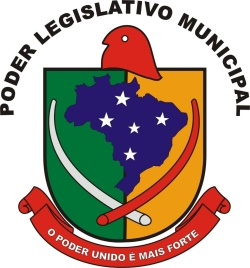 PODER LEGISLATIVO MUNICIPAL
O PODER UNIDO É MAIS FORTE